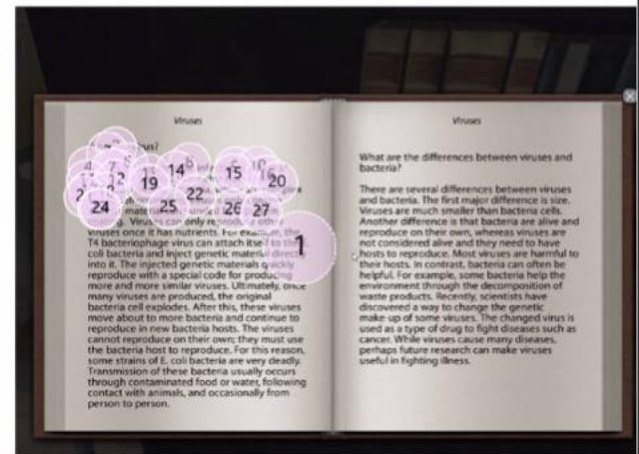 Viruses
us?
14
15
20
19
22
24
25
26
27
1
coating. Viruses can only reproduce
viruses once it has nutrients. For example, the
T4 bacteriophage virus can attach itself to the
coli bacteria and inject genetic material direct
into it. The injected genetic materials quickly
reproduce with a special code for producing
more and more similar viruses. Ultimately, once
many viruses are produced, the original
bacteria cell explodes. After this, these viruses
move about to more bacteria and continue to
reproduce in new bacteria hosts. The viruses
cannot reproduce on their own; they must use
the bacteria host to reproduce. For this reason,
some strains of E. coli bacteria are very deadly.
Transmission of these bacteria usually occurs
through contaminated food or water, following
contact with animals, and occasionally from
person to person.
Viruses
What are the differences between viruses and
bacteria?
There are several differences between viruses
and bacteria. The first major difference is size.
Viruses are much smaller than bacteria cells.
Another difference is that bacteria are alive and
reproduce on their own, whereas viruses are
not considered alive and they need to have
hosts to reproduce. Most viruses are harmful to
their hosts. In contrast, bacteria can often be
helpful. For example, some bacteria help the
environment through the decomposition of
waste products. Recently, scientists have
discovered a way to change the genetic
make-up of some viruses. The changed virus is
used as a type of drug to fight diseases such as
cancer. While viruses cause many diseases,
perhaps future research can make viruses
useful in fighting illness.